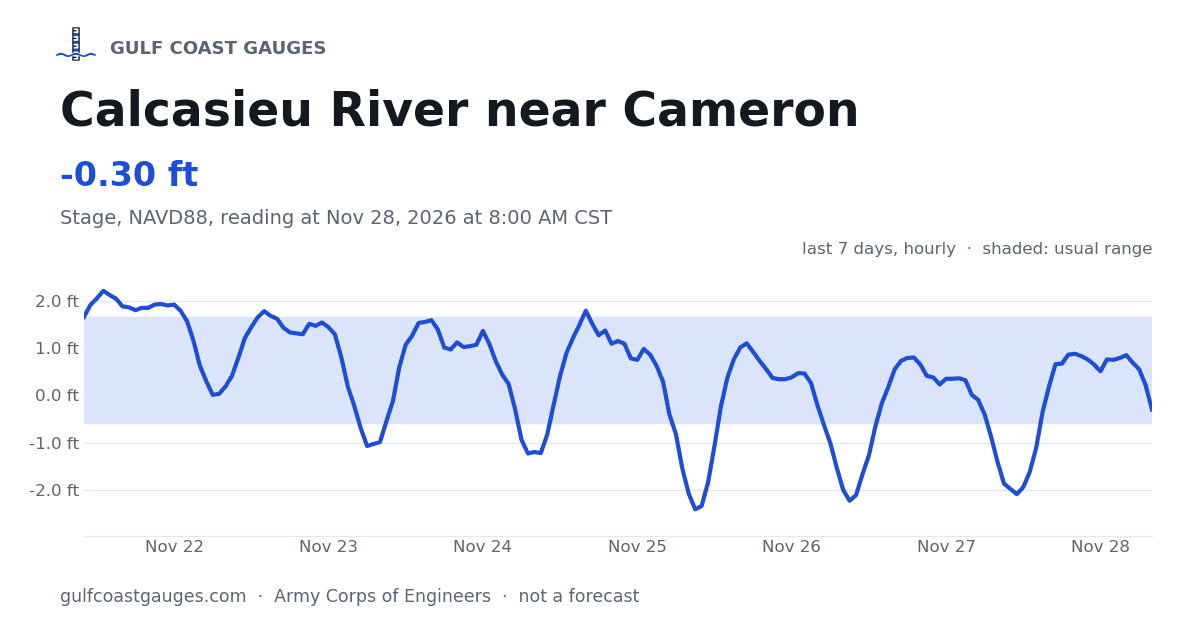 GULF COAST GAUGES
Calcasieu River near Cameron
-0.30 ft
Stage, NAVD88, reading at Nov 28, 2026 at 8:00 AM CST
last 7 days, hourly · shaded: usual range
2.0 ft
1.0 ft
0.0 ft
-1.0 ft
-2.0 ft
Nov 22 Nov 23 Nov 24 Nov 25 Nov 26 Nov 27 Nov 28
gulfcoastgauges.com · Army Corps of Engineers · not a forecast